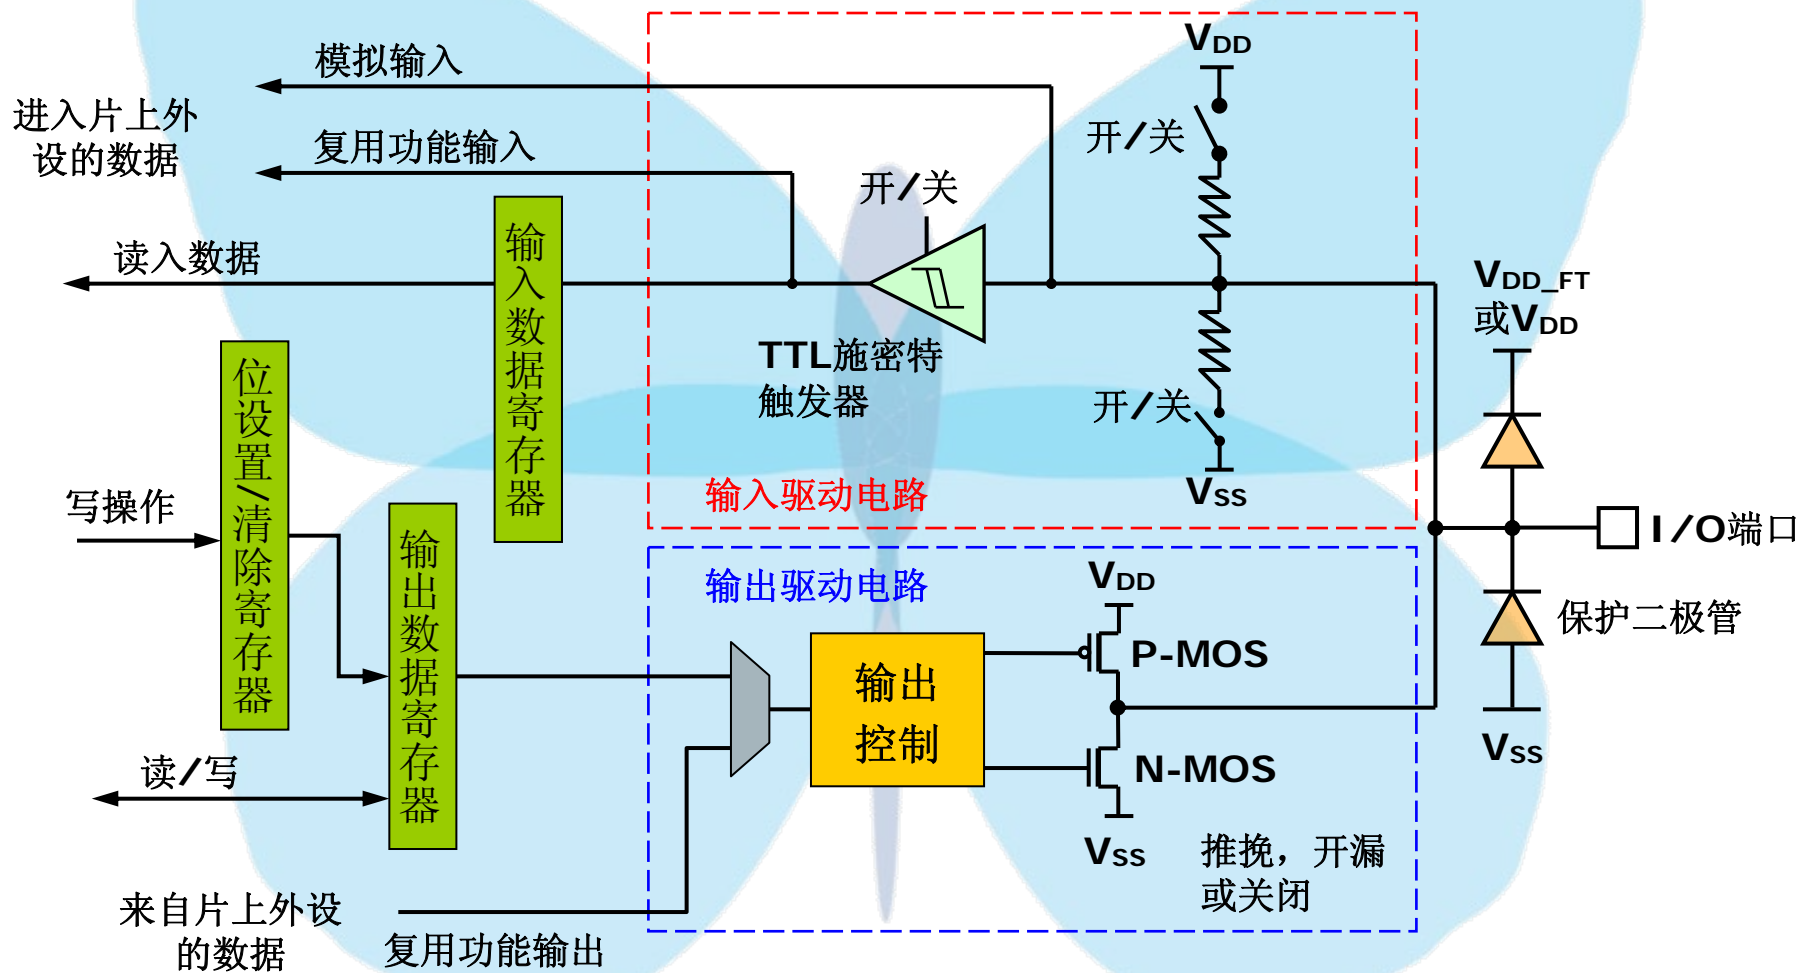 模拟输入
进入片上外
设的数据
复用功能输入
读入数据
输入数据寄存器
开/关
TTL施密特
触发器
VDD
开/关
开/关
VSS
输入驱动电路
VDD_FT
或VDD
I/O端口
保护二极管
VSS
位设置/清除寄存器
写操作
输出数据寄存器
读/写
来自片上外设
的数据
复用功能输出
输出驱动电路
输出
控制
VDD
P-MOS
N-MOS
VSS
推挽，开漏
或关闭